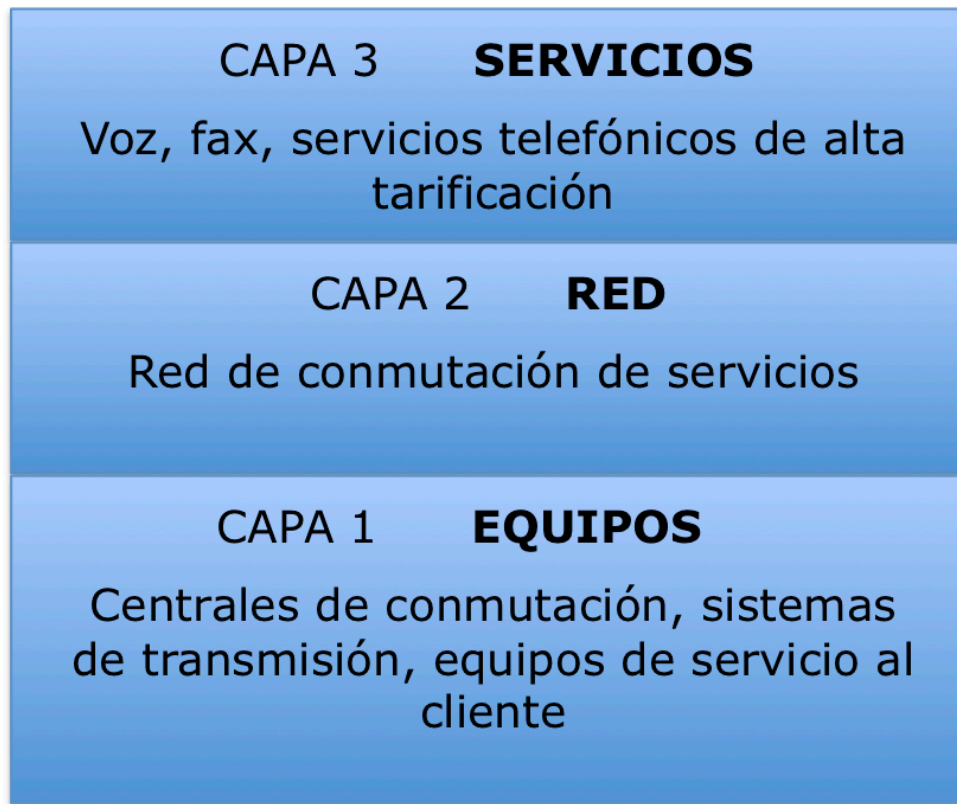 CAPA 3 SERVICIOS
Voz, fax, servicios telefónicos de alta
tarificación
CAPA 2 RED
Red de conmutación de servicios
CAPA 1 EQUIPOS
Centrales de conmutación, sistemas
de transmisión, equipos de servicio al
cliente